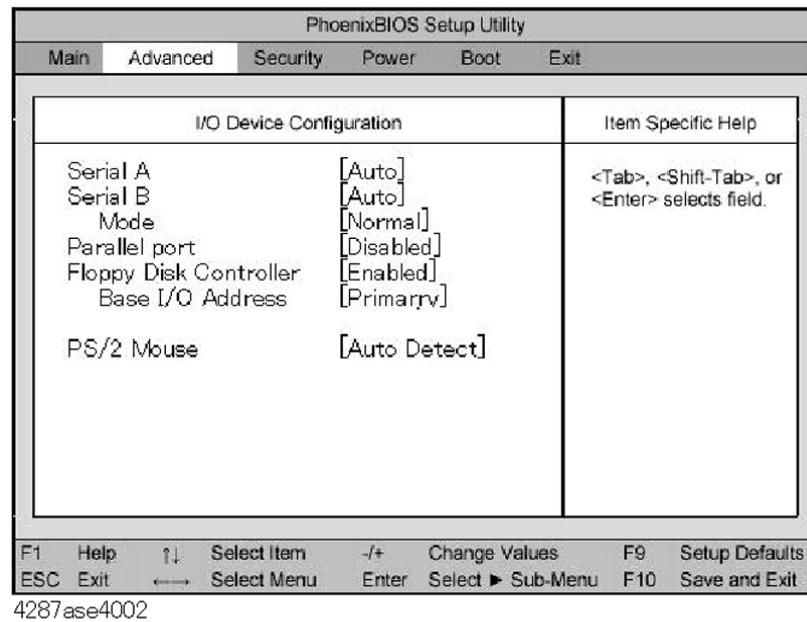 PhoenixBIOS Setup Utility
Main Advanced Security Power Boot Exit
I/O Device Configuration
Item Specific Help
Serial A [Auto]
Serial B [Auto]
Mode [Normal]
Parallel port [Disabled]
Floppy Disk Controller [Enabled]
Base I/O Address [Primarry]
PS/2 Mouse [Auto Detect]
<Tab>, <Shift-Tab>, or
<Enter> selects field.
F1 Help ↑↓ Select Item -/+ Change Values F9 Setup Defaults
ESC Exit ←→ Select Menu Enter Select ► Sub-Menu F10 Save and Exit
4287ase4002